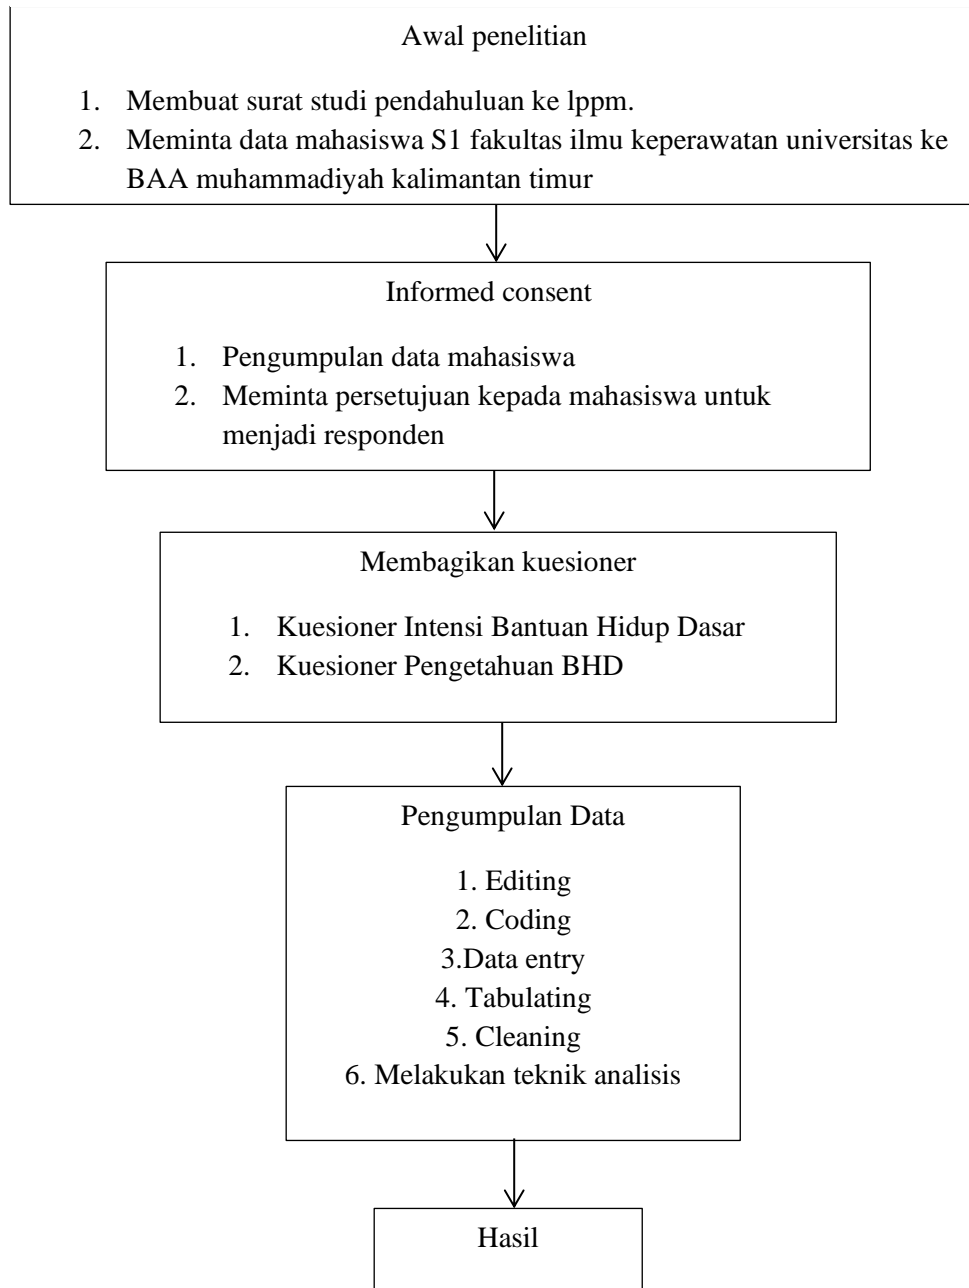 Awal penelitian
1. Membuat surat studi pendahuluan ke lppm.
2. Meminta data mahasiswa S1 fakultas ilmu keperawatan universitas ke
BAA muhammadiyah kalimantan timur
Informed consent
1. Pengumpulan data mahasiswa
2. Meminta persetujuan kepada mahasiswa untuk
menjadi responden
Membagikan kuesioner
1. Kuesioner Intensi Bantuan Hidup Dasar
2. Kuesioner Pengetahuan BHD
Pengumpulan Data
1. Editing
2. Coding
3.Data entry
4. Tabulating
5. Cleaning
6. Melakukan teknik analisis
Hasil